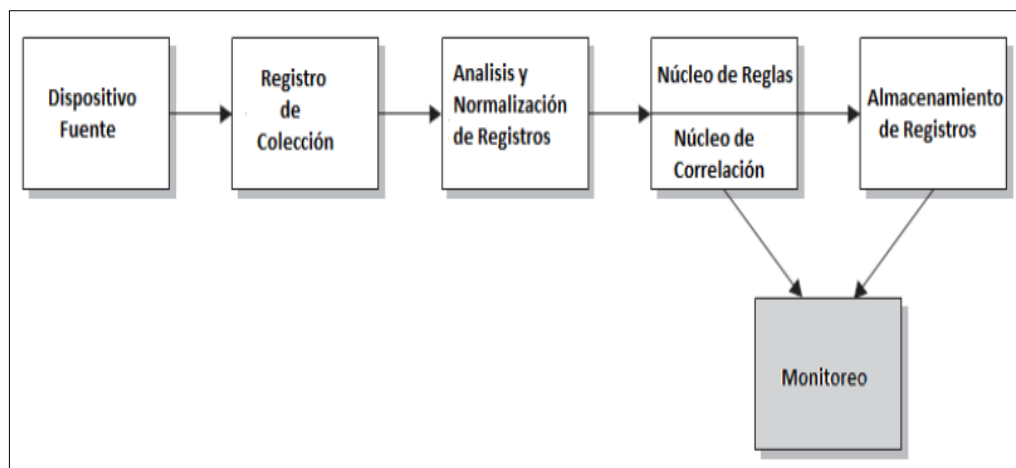 Dispositivo
Fuente
Registro
de
Colección
Analisis y
Normalización
de Registros
Núcleo de Reglas
Núcleo de
Correlación
Almacenamiento
de Registros
Monitoreo